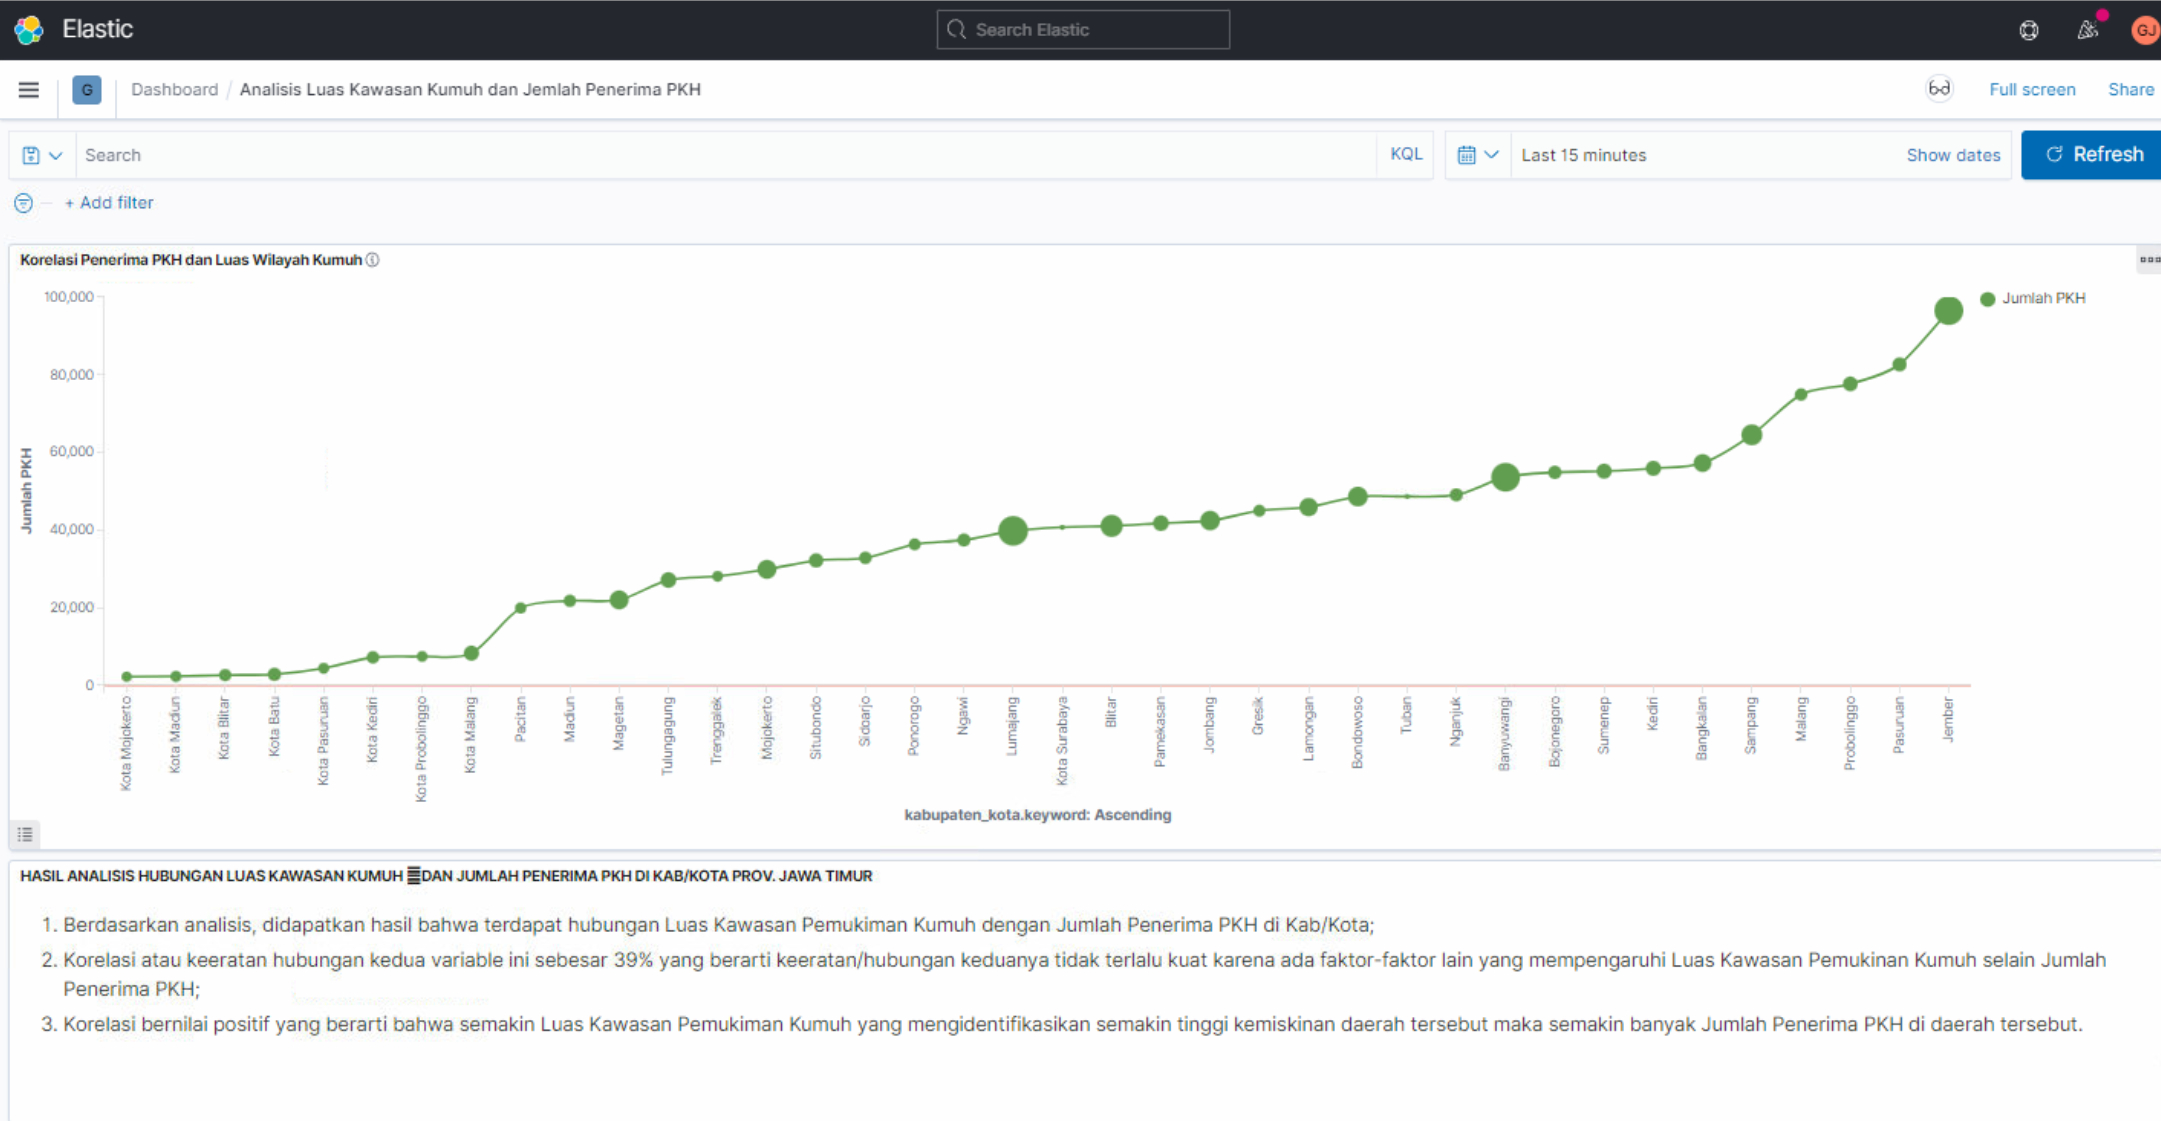 Elastic
Search Elastic
GJ
G
Dashboard / Analisis Luas Kawasan Kumuh dan Jemlah Penerima PKH
Full screen
Share
Search
KQL
Last 15 minutes
Show dates
Refresh
+ Add filter
Korelasi Penerima PKH dan Luas Wilayah Kumuh
100,000
80,000
60,000
40,000
20,000
0
Jumlah PKH
Jumlah PKH
Kota Mojokerto
Kota Madiun
Kota Blitar
Kota Batu
Kota Pasuruan
Kota Kediri
Kota Probolinggo
Kota Malang
Pacitan
Madiun
Magetan
Tulungagung
Trenggalek
Mojokerto
Situbondo
Sidoarjo
Ponorogo
Ngawi
Lumajang
Kota Surabaya
Blitar
Pamekasan
Jombang
Gresik
Lamongan
Bondowoso
Tuban
Nganjuk
Banyuwangi
Bojonegoro
Sumenep
Kediri
Bangkalan
Sampang
Malang
Probolinggo
Pasuruan
Jember
kabupaten_kota.keyword: Ascending
HASIL ANALISIS HUBUNGAN LUAS KAWASAN KUMUH DAN JUMLAH PENERIMA PKH DI KAB/KOTA PROV. JAWA TIMUR
1. Berdasarkan analisis, didapatkan hasil bahwa terdapat hubungan Luas Kawasan Pemukiman Kumuh dengan Jumlah Penerima PKH di Kab/Kota;
2. Korelasi atau keeratan hubungan kedua variable ini sebesar 39% yang berarti keeratan/hubungan keduanya tidak terlalu kuat karena ada faktor-faktor lain yang mempengaruhi Luas Kawasan Pemukinan Kumuh selain Jumlah
Penerima PKH;
3. Korelasi bernilai positif yang berarti bahwa semakin Luas Kawasan Pemukiman Kumuh yang mengidentifikasikan semakin tinggi kemiskinan daerah tersebut maka semakin banyak Jumlah Penerima PKH di daerah tersebut.